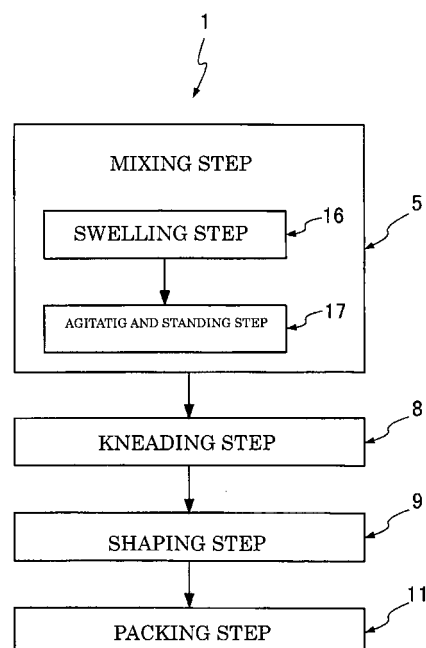 1
MIXING STEP
5
SWELLING STEP
16
AGITATIG AND STANDING STEP
17
KNEADING STEP
8
SHAPING STEP
9
PACKING STEP
11